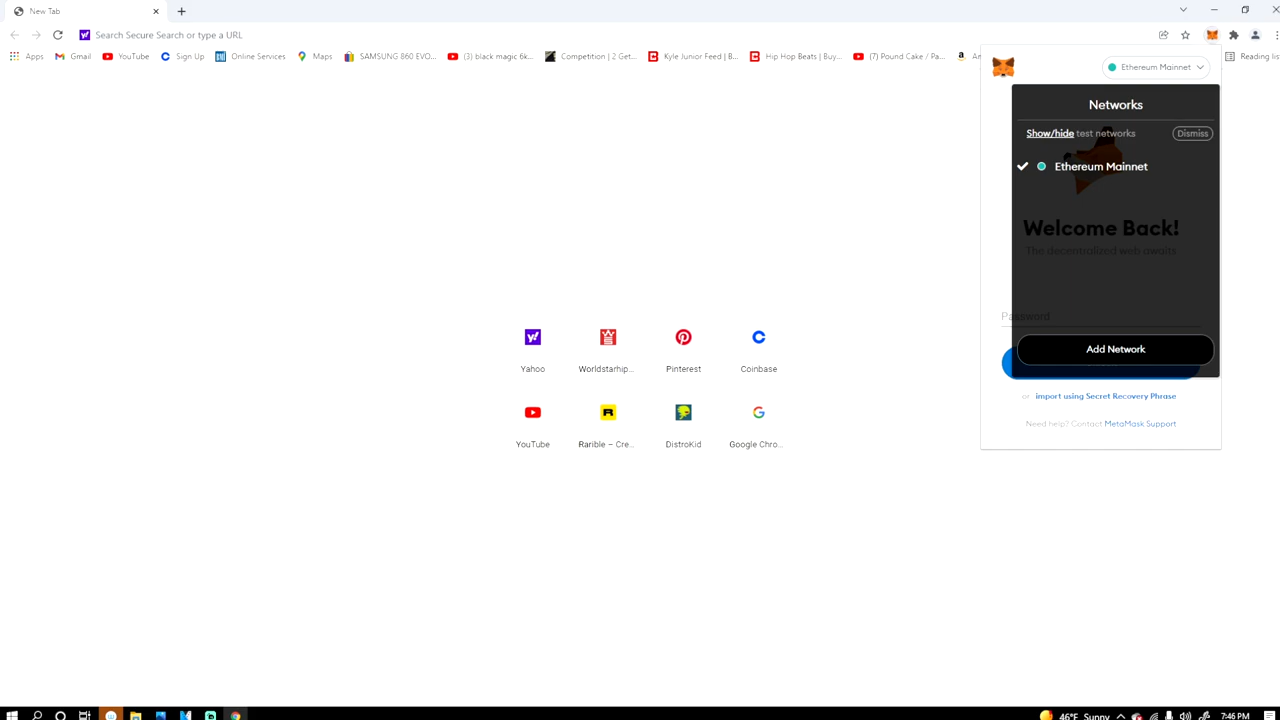 New Tab
Search Secure Search or type a URL
Apps Gmail YouTube Sign Up Online Services Maps SAMSUNG 860 EVO... (3) black magic 6k... Competition | 2 Get... Kyle Junior Feed | B... Hip Hop Beats | Buy... (7) Pound Cake / Pa... Reading list
Ethereum Mainnet
Networks
Show/hide test networks Dismiss
Ethereum Mainnet
Welcome Back!
The decentralized web awaits
Password
Add Network
or import using Secret Recovery Phrase
Need help? Contact MetaMask Support
Yahoo Worldstarhip... Pinterest Coinbase
YouTube Rarible – Cre... DistroKid Google Chro...
46°F Sunny 7:46 PM